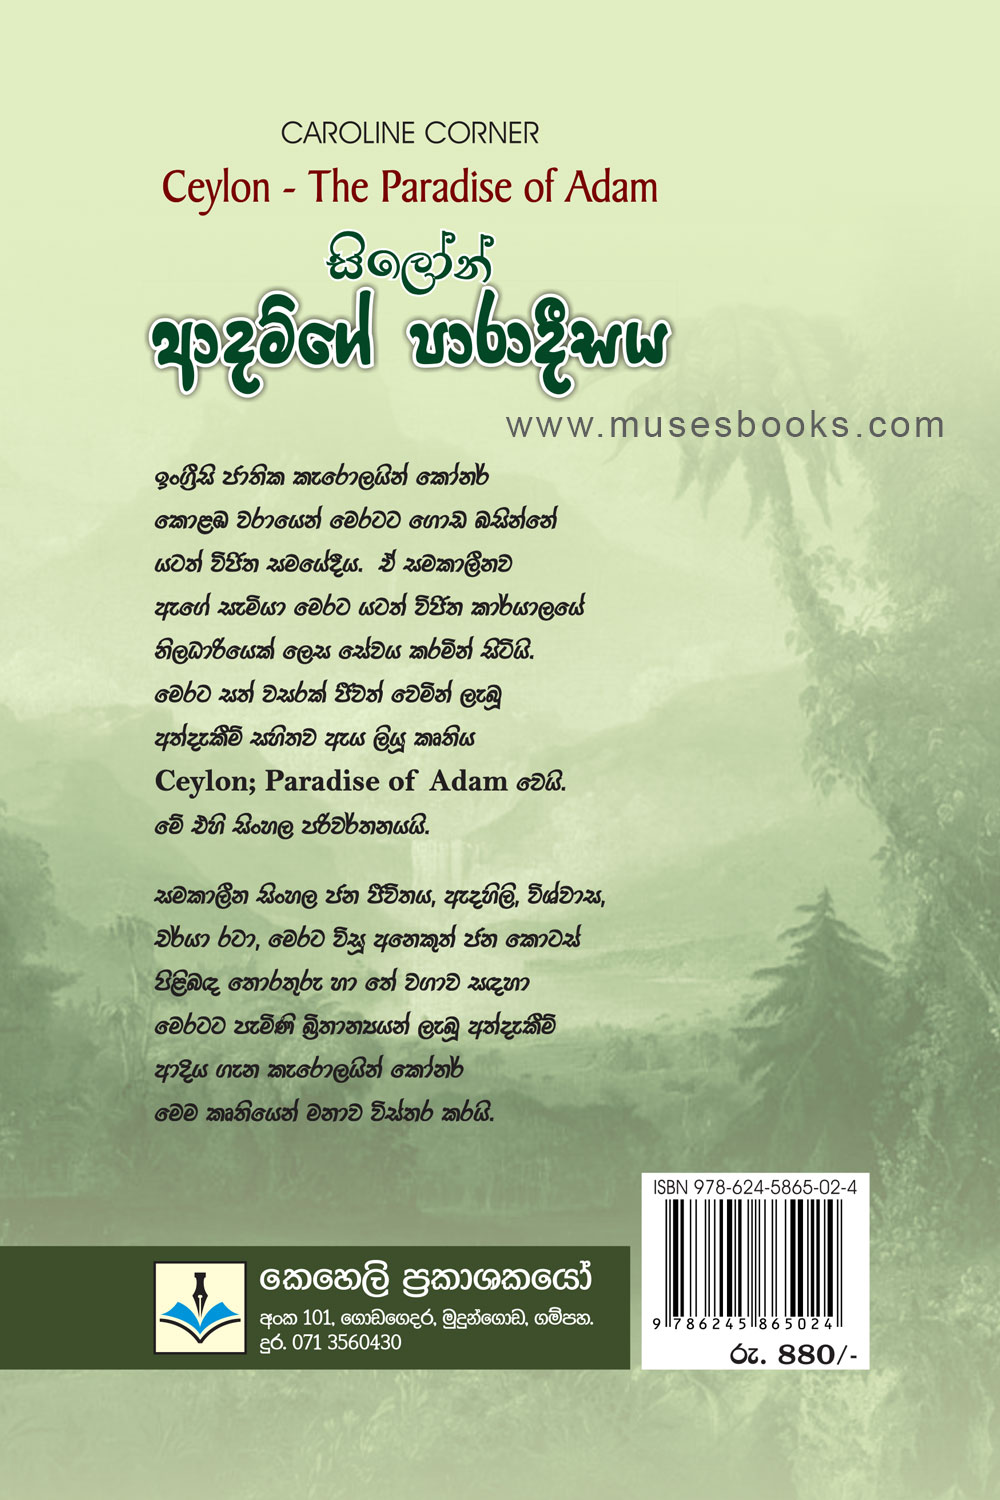 CAROLINE CORNER
Ceylon - The Paradise of Adam
සිලෝන්
ආදම්ගේ පාරාදීසය
www.musesbooks.com
ඉංග්‍රීසි ජාතික කැරොලයින් කෝනර්
කොළඹ වරායෙන් මෙරටට ගොඩ බසින්නේ
යටත් විජිත සමයේදීය. ඒ සමකාලීනව
ඇගේ සැමියා මෙරට යටත් විජිත කාර්යාලයේ
නිලධාරියෙක් ලෙස සේවය කරමින් සිටියි.
මෙරට සත් වසරක් ජීවත් වෙමින් ලැබූ
අත්දැකීම් සහිතව ඇය ලියූ කෘතිය
Ceylon; Paradise of Adam වෙයි.
මේ එහි සිංහල පරිවර්තනයයි.
සමකාලීන සිංහල ජන ජීවිතය, ඇදහිලි, විශ්වාස,
චර්යා රටා, මෙරට විසූ අනෙකුත් ජන කොටස්
පිළිබඳ තොරතුරු හා තේ වගාව සඳහා
මෙරටට පැමිණි බ්‍රිතාන්‍යයන් ලැබූ අත්දැකීම්
ආදිය ගැන කැරොලයින් කෝනර්
මෙම කෘතියෙන් මනාව විස්තර කරයි.
ISBN 978-624-5865-02-4
9 786245 865024
රු. 880/-
කෙහෙලි ප්‍රකාශකයෝ
අංක 101, ගොඩගෙදර, මුදුන්ගොඩ, ගම්පහ.
දුර. 071 3560430